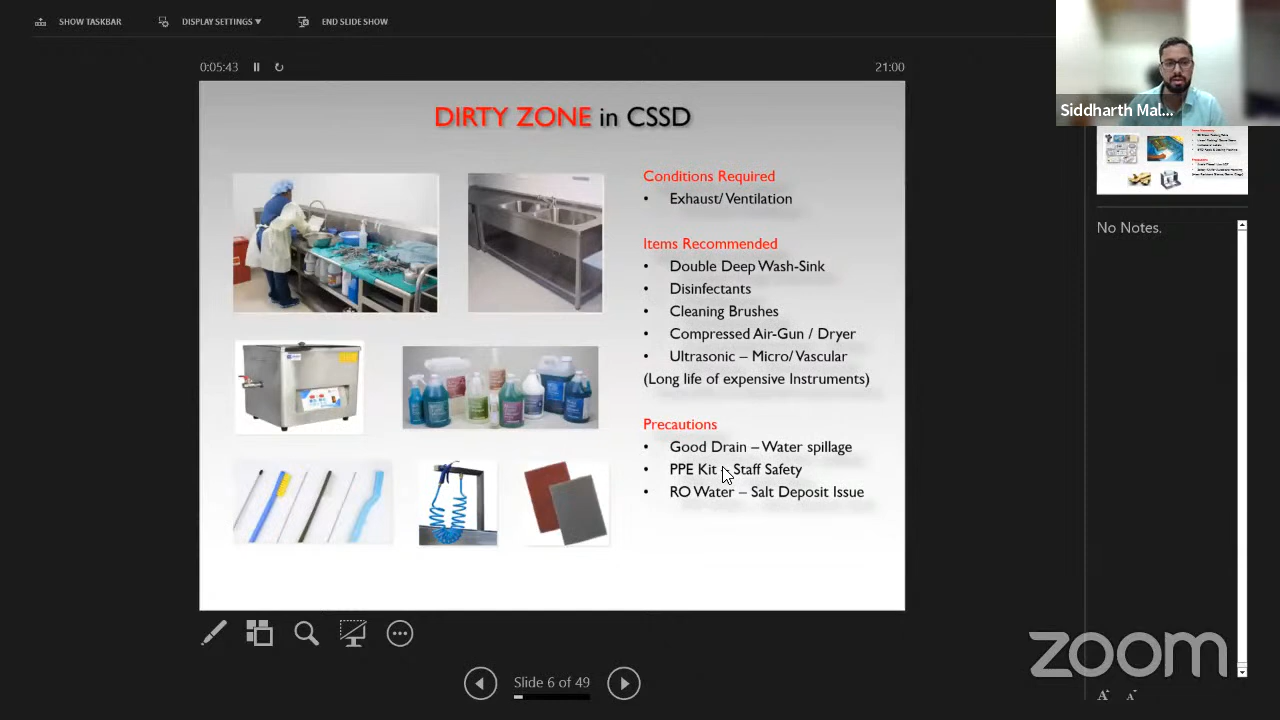 SHOW TASKBAR
DISPLAY SETTINGS
END SLIDE SHOW
0:05:43
21:00
DIRTY ZONE in CSSD
Conditions Required
• Exhaust/ Ventilation
Items Recommended
• Double Deep Wash-Sink
• Disinfectants
• Cleaning Brushes
• Compressed Air-Gun / Dryer
• Ultrasonic – Micro/ Vascular
(Long life of expensive Instruments)
Precautions
• Good Drain – Water spillage
• PPE Kit – Staff Safety
• RO Water – Salt Deposit Issue
Siddharth Mal...
No Notes.
Slide 6 of 49
zoom